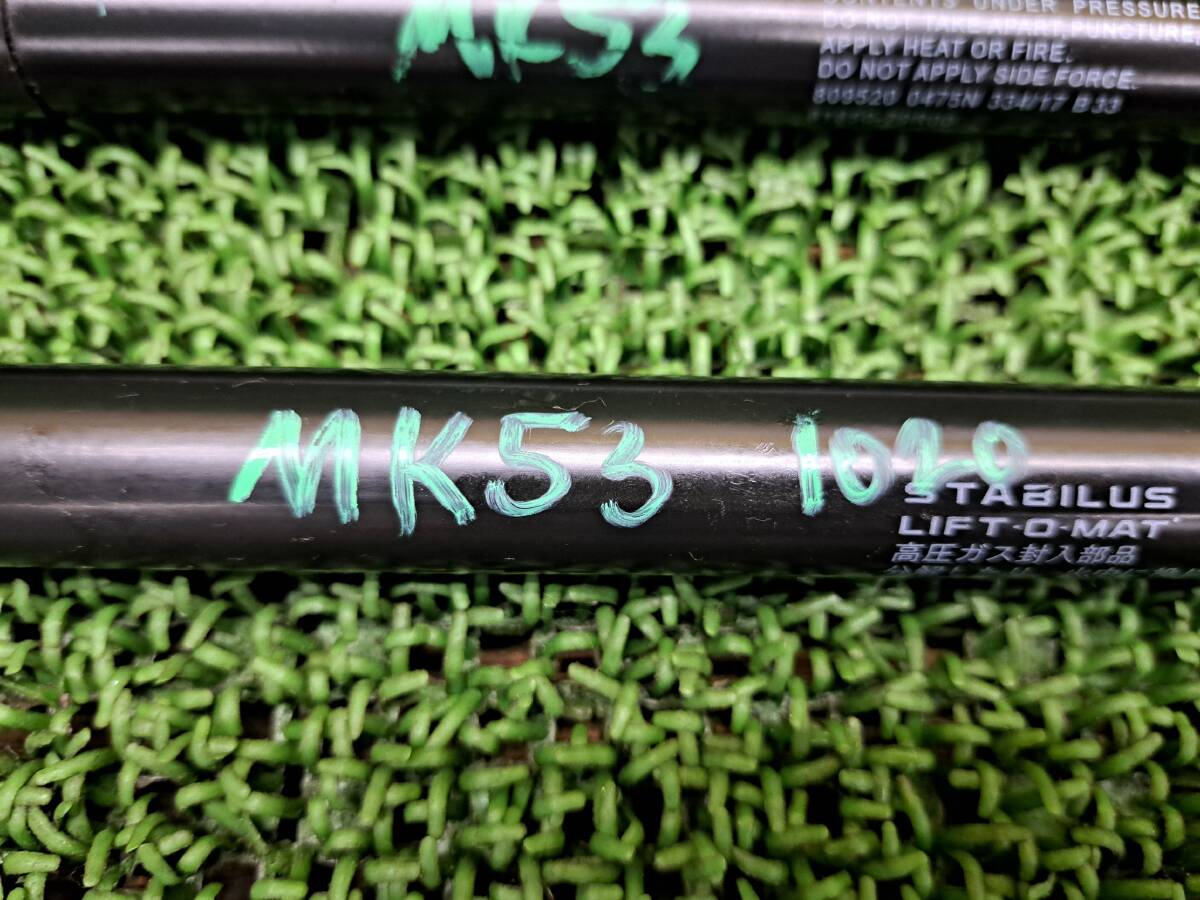 MK53
CONTENTS UNDER PRESSURE
DO NOT TAKE APART, PUNCTURE
APPLY HEAT OR FIRE.
DO NOT APPLY SIDE FORCE.
809520 0475N 334/17 B 33
MK53 1020
STABILUS
LIFT-O-MAT
高圧ガス封入部品